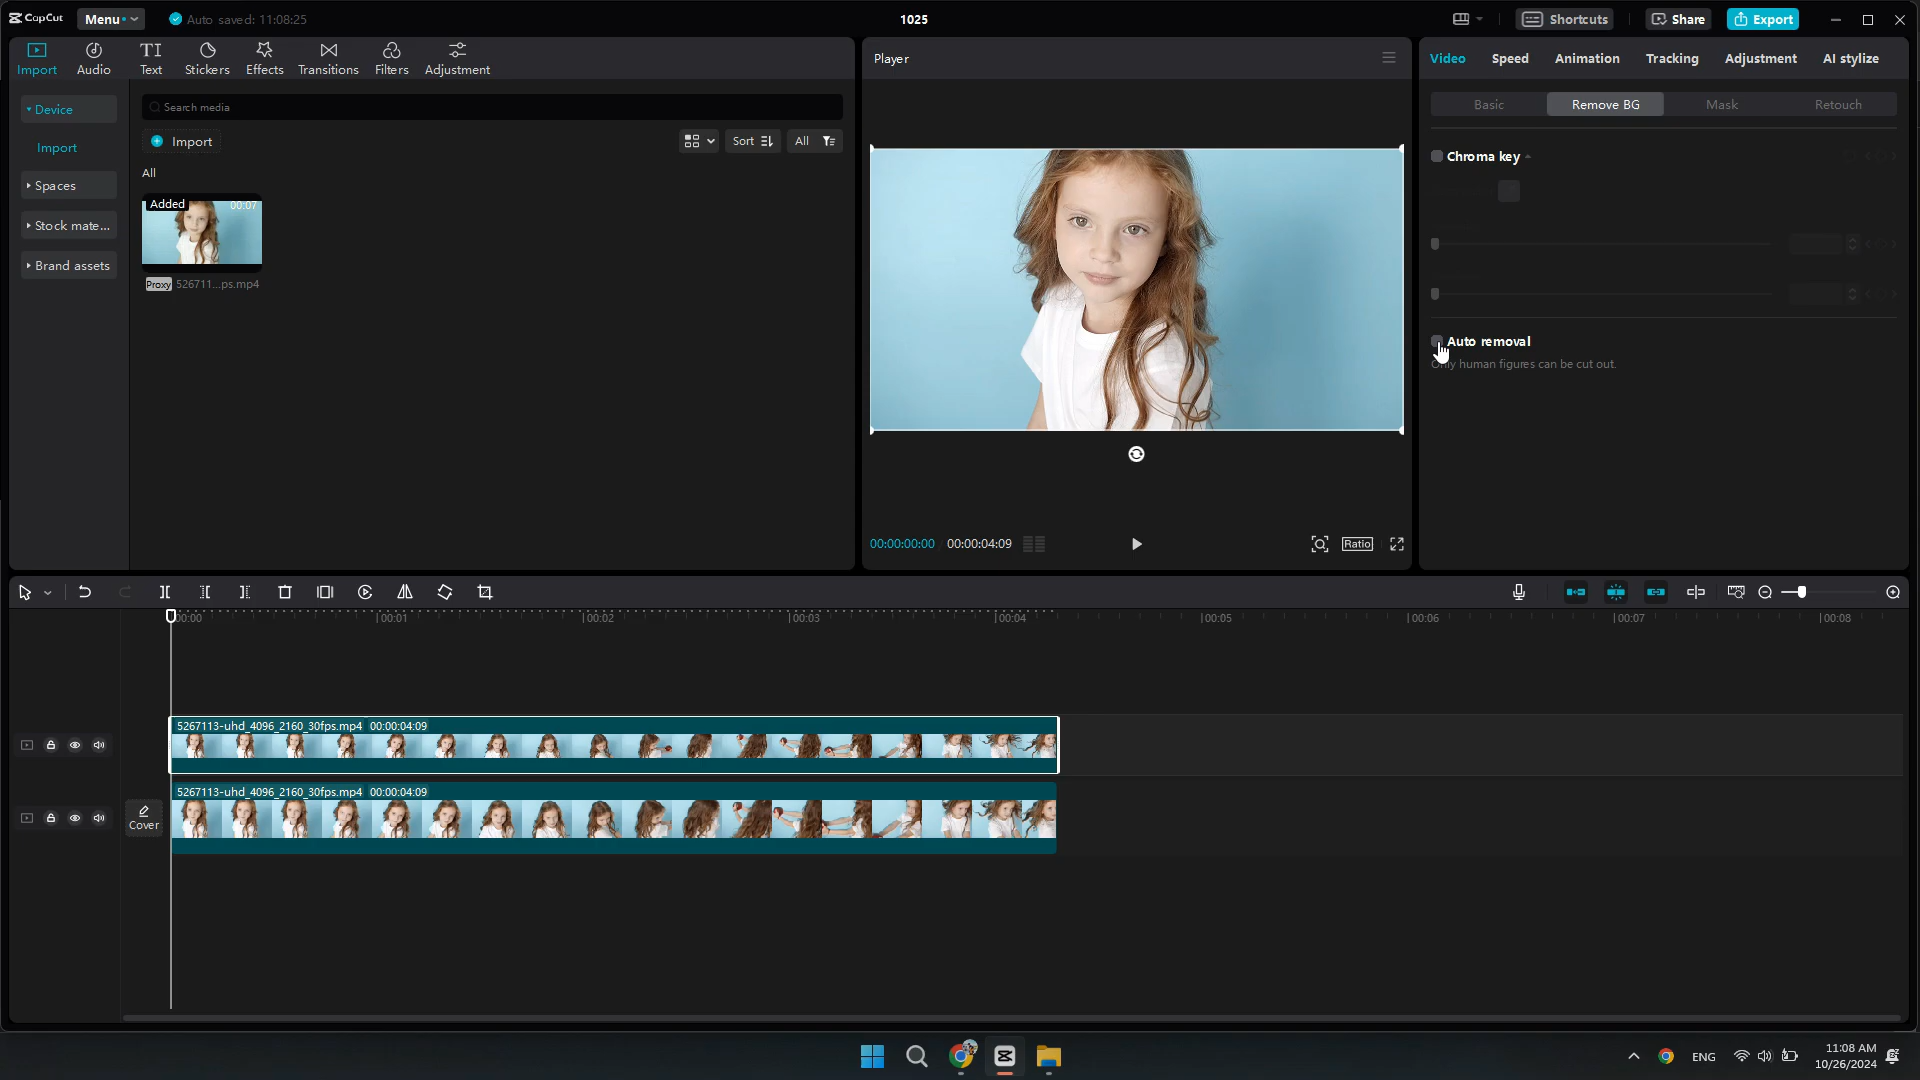 CapCut
Menu
Auto saved: 11:08:25
1025
Shortcuts
Share
Export
Import
Audio
TI
Text
Stickers
Effects
Transitions
Filters
Adjustment
Device
Import
Spaces
Stock mate...
Brand assets
Search media
Import
Sort
All
All
Added
00:07
Proxy
526711...ps.mp4
Player
00:00:00:00
00:00:04:09
Ratio
Video
Speed
Animation
Tracking
Adjustment
AI stylize
Basic
Remove BG
Mask
Retouch
Chroma key
Auto removal
Only human figures can be cut out.
00:00
00:01
00:02
00:03
00:04
00:05
00:06
00:07
00:08
5267113-uhd_4096_2160_30fps.mp4 00:00:04:09
Cover
5267113-uhd_4096_2160_30fps.mp4 00:00:04:09
ENG
11:08 AM
10/26/2024